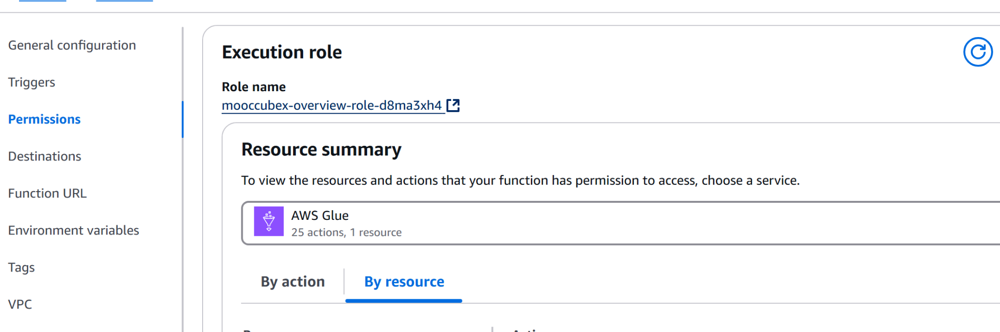 General configuration
Triggers
Permissions
Destinations
Function URL
Environment variables
Tags
VPC
Execution role
Role name
mooccubex-overview-role-d8ma3xh4
Resource summary
To view the resources and actions that your function has permission to access, choose a service.
AWS Glue
25 actions, 1 resource
By action
By resource